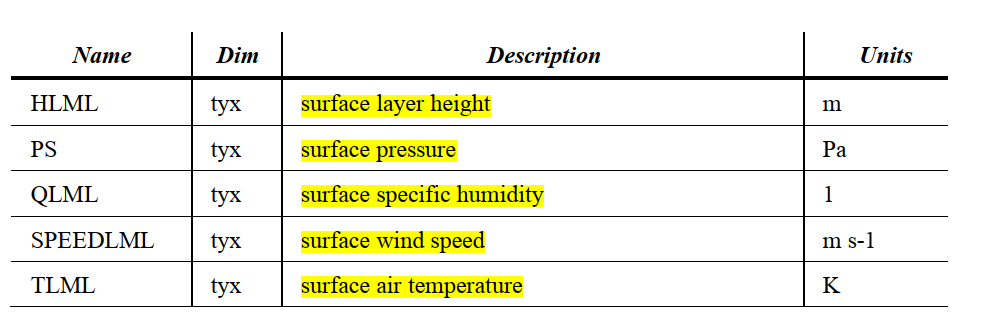 Name Dim Description Units
HLML tyx surface layer height m
PS tyx surface pressure Pa
QLML tyx surface specific humidity 1
SPEEDLML tyx surface wind speed m s-1
TLML tyx surface air temperature K